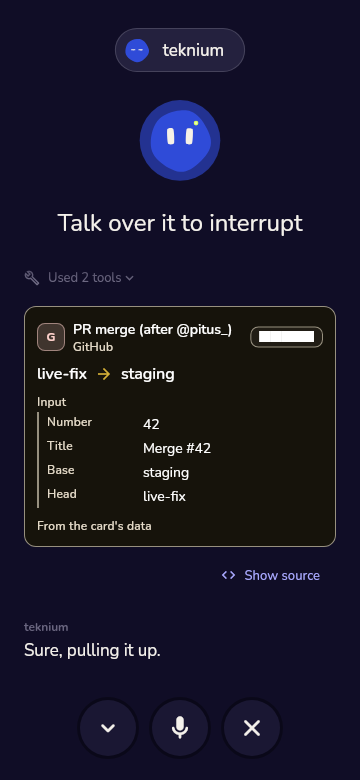 teknium
Talk over it to interrupt
Used 2 tools
G
PR merge (after @pitus_)
GitHub
live-fix → staging
Input
Number 42
Title Merge #42
Base staging
Head live-fix
From the card's data
Show source
teknium
Sure, pulling it up.